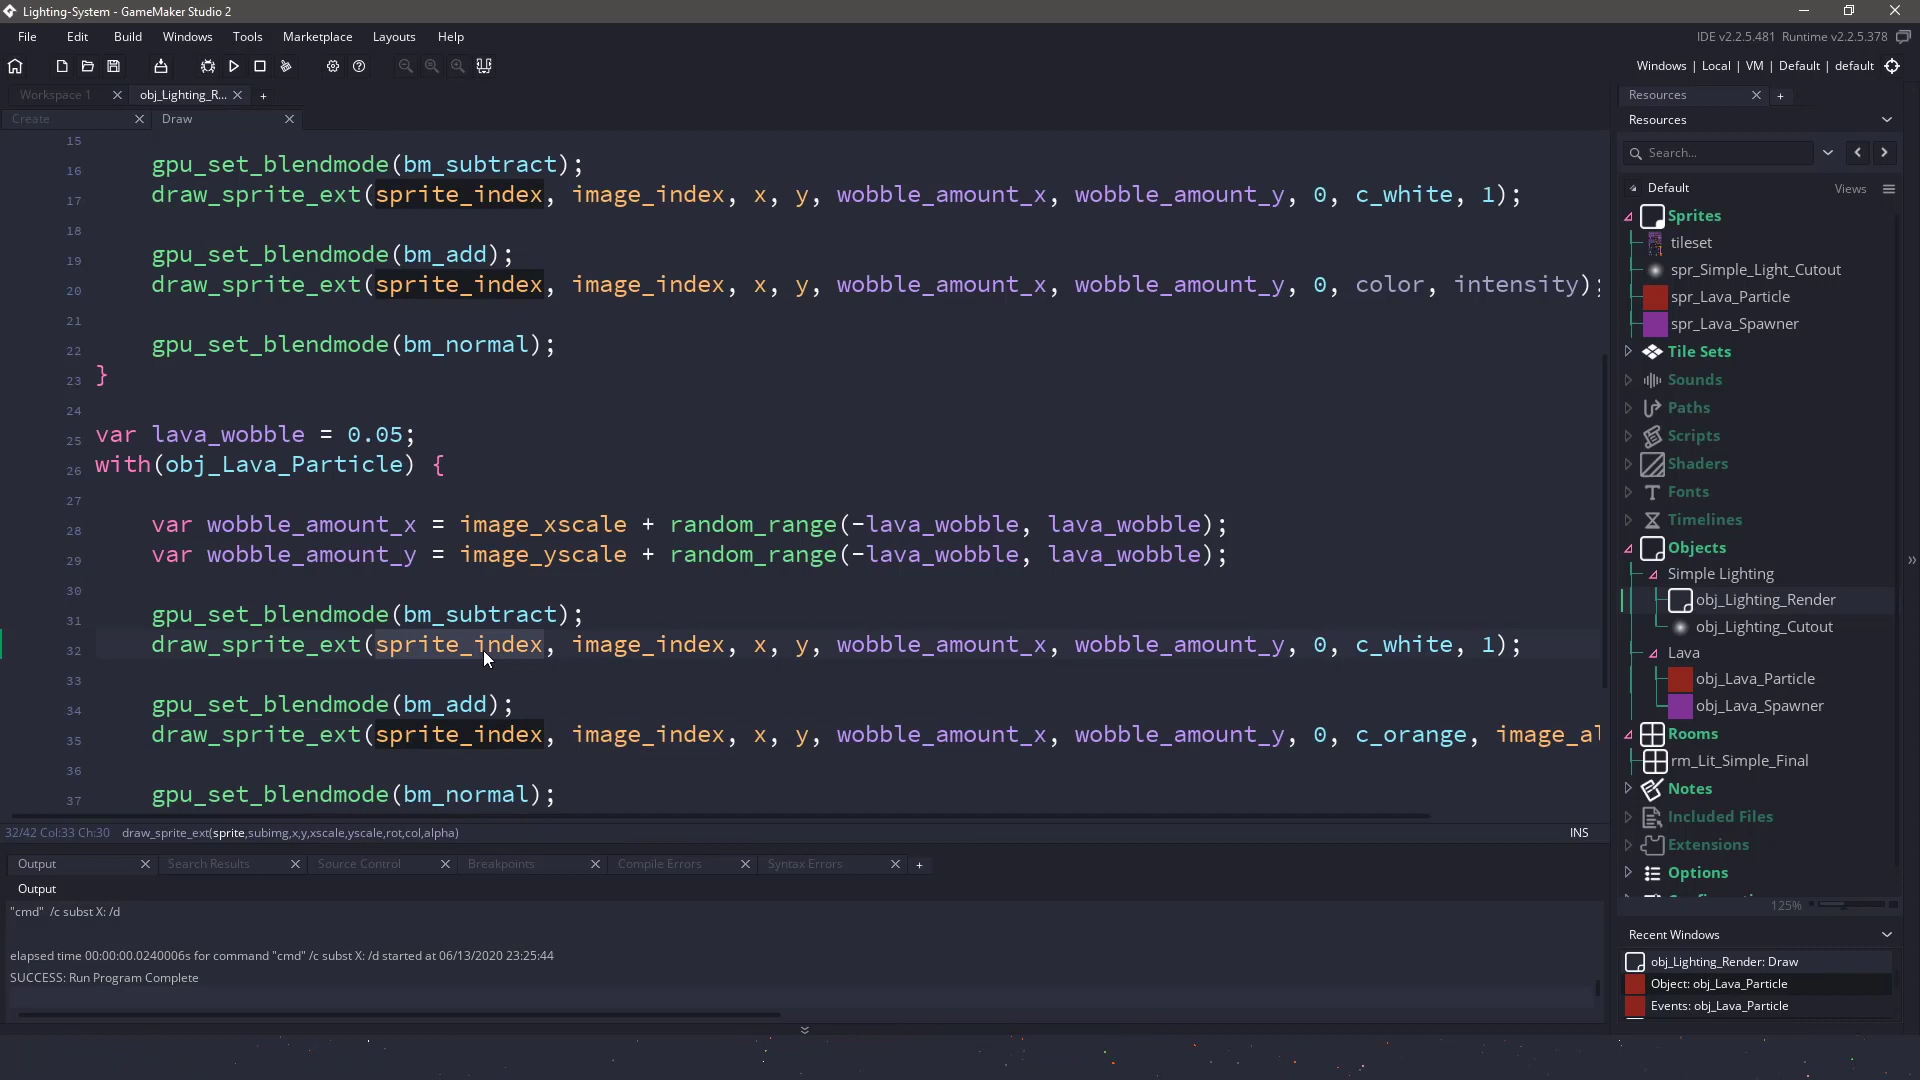 Lighting-System - GameMaker Studio 2
File Edit Build Windows Tools Marketplace Layouts Help
IDE v2.2.5.481 Runtime v2.2.5.378
Windows | Local | VM | Default | default
Workspace 1
obj_Lighting_R...
Create
Draw
15
16 gpu_set_blendmode(bm_subtract);
17 draw_sprite_ext(sprite_index, image_index, x, y, wobble_amount_x, wobble_amount_y, 0, c_white, 1);
18
19 gpu_set_blendmode(bm_add);
20 draw_sprite_ext(sprite_index, image_index, x, y, wobble_amount_x, wobble_amount_y, 0, color, intensity);
21
22 gpu_set_blendmode(bm_normal);
23 }
24
25 var lava_wobble = 0.05;
26 with(obj_Lava_Particle) {
27
28 var wobble_amount_x = image_xscale + random_range(-lava_wobble, lava_wobble);
29 var wobble_amount_y = image_yscale + random_range(-lava_wobble, lava_wobble);
30
31 gpu_set_blendmode(bm_subtract);
32 draw_sprite_ext(sprite_index, image_index, x, y, wobble_amount_x, wobble_amount_y, 0, c_white, 1);
33
34 gpu_set_blendmode(bm_add);
35 draw_sprite_ext(sprite_index, image_index, x, y, wobble_amount_x, wobble_amount_y, 0, c_orange, image_al
36
37 gpu_set_blendmode(bm_normal);
32/42 Col:33 Ch:30 draw_sprite_ext(sprite,subimg,x,y,xscale,yscale,rot,col,alpha)
INS
Output Search Results Source Control Breakpoints Compile Errors Syntax Errors
Output
"cmd" /c subst X: /d
elapsed time 00:00:00.0240006s for command "cmd" /c subst X: /d started at 06/13/2020 23:25:44
SUCCESS: Run Program Complete
Resources
Resources
Search...
Default
Views
Sprites
tileset
spr_Simple_Light_Cutout
spr_Lava_Particle
spr_Lava_Spawner
Tile Sets
Sounds
Paths
Scripts
Shaders
Fonts
Timelines
Objects
Simple Lighting
obj_Lighting_Render
obj_Lighting_Cutout
Lava
obj_Lava_Particle
obj_Lava_Spawner
Rooms
rm_Lit_Simple_Final
Notes
Included Files
Extensions
Options
125%
Recent Windows
obj_Lighting_Render: Draw
Object: obj_Lava_Particle
Events: obj_Lava_Particle